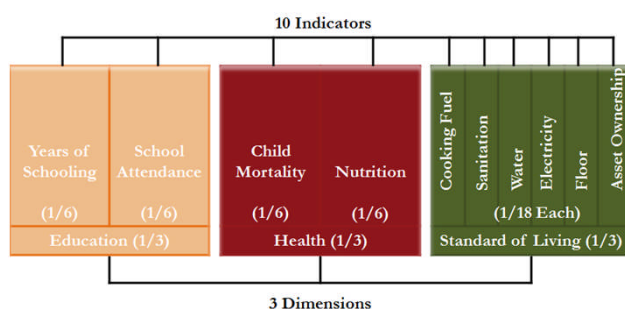 10 Indicators
Years of
Schooling
(1/6)
School
Attendance
(1/6)
Education (1/3)
Child
Mortality
(1/6)
Nutrition
(1/6)
Health (1/3)
Cooking Fuel
Sanitation
Water
Electricity
Floor
Asset Ownership
(1/18 Each)
Standard of Living (1/3)
3 Dimensions